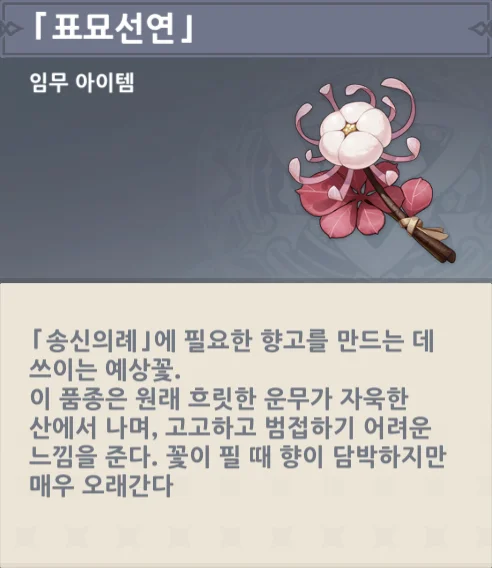 「표묘선연」
임무 아이템
「송신의례」에 필요한 향고를 만드는 데
쓰이는 예상꽃.
이 품종은 원래 흐릿한 운무가 자욱한
산에서 나며, 고고하고 범접하기 어려운
느낌을 준다. 꽃이 필 때 향이 담박하지만
매우 오래간다